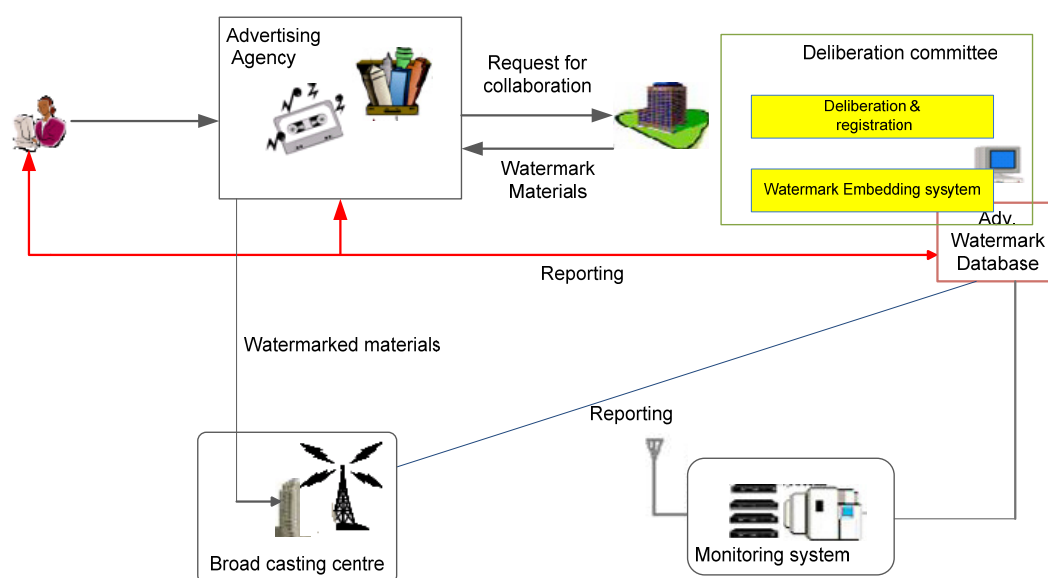 Advertising
Agency
Request for
collaboration
Watermark
Materials
Deliberation committee
Deliberation &
registration
Watermark Embedding sysytem
Adv.
Watermark
Database
Reporting
Watermarked materials
Reporting
Broad casting centre
Monitoring system